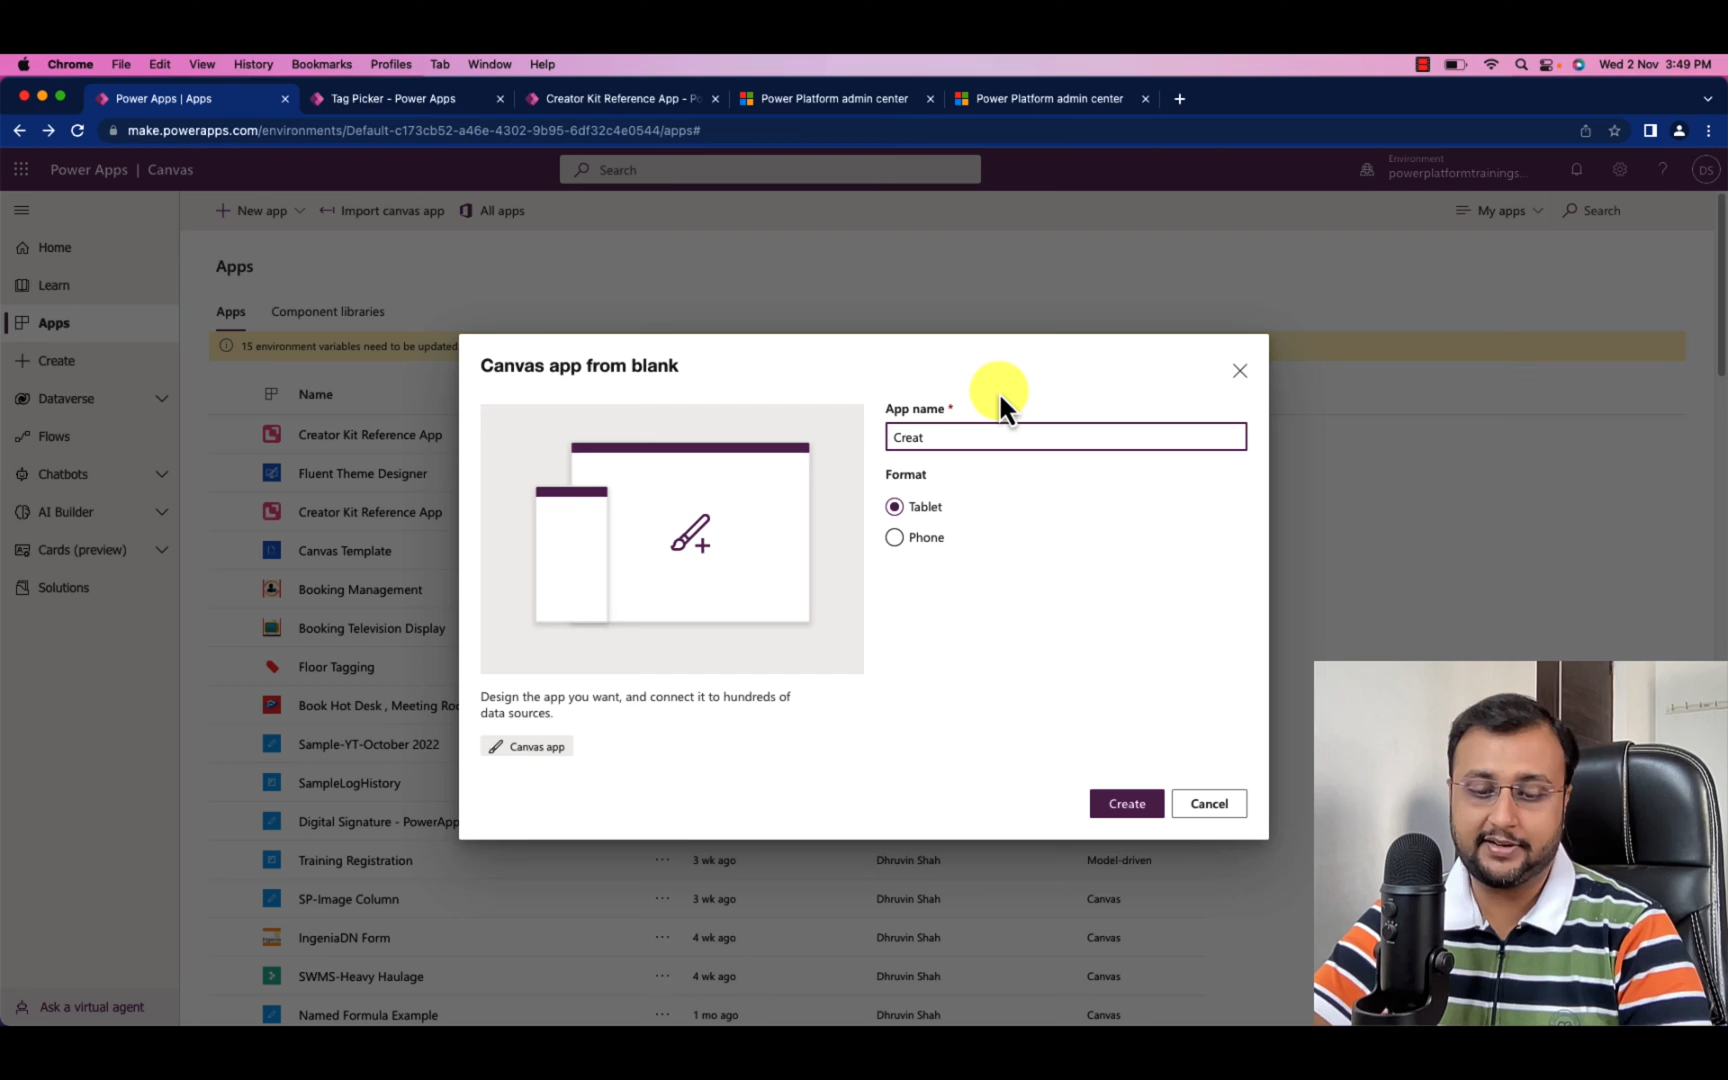 Chrome File Edit View History Bookmarks Profiles Tab Window Help Wed 2 Nov 3:49 PM
Power Apps | Apps Tag Picker - Power Apps Creator Kit Reference App - Po Power Platform admin center Power Platform admin center
make.powerapps.com/environments/Default-c173cb52-a46e-4302-9b95-6df32c4e0544/apps#
Power Apps | Canvas Search Environment powerplatformtrainings... DS
New app Import canvas app All apps My apps Search
Home
Learn
Apps
Create
Dataverse
Flows
Chatbots
AI Builder
Cards (preview)
Solutions
Ask a virtual agent
Apps
Apps Component libraries
15 environment variables need to be updated.
Name
Creator Kit Reference App
Fluent Theme Designer
Creator Kit Reference App
Canvas Template
Booking Management
Booking Television Display
Floor Tagging
Book Hot Desk , Meeting Roo
Sample-YT-October 2022
SampleLogHistory
Digital Signature - PowerApp
Training Registration ... 3 wk ago Dhruvin Shah Model-driven
SP-Image Column ... 3 wk ago Dhruvin Shah Canvas
IngeniaDN Form ... 4 wk ago Dhruvin Shah Canvas
SWMS-Heavy Haulage ... 4 wk ago Dhruvin Shah Canvas
Named Formula Example ... 1 mo ago Dhruvin Shah Canvas
Canvas app from blank
App name *
Creat
Format
Tablet
Phone
Design the app you want, and connect it to hundreds of
data sources.
Canvas app
Create Cancel